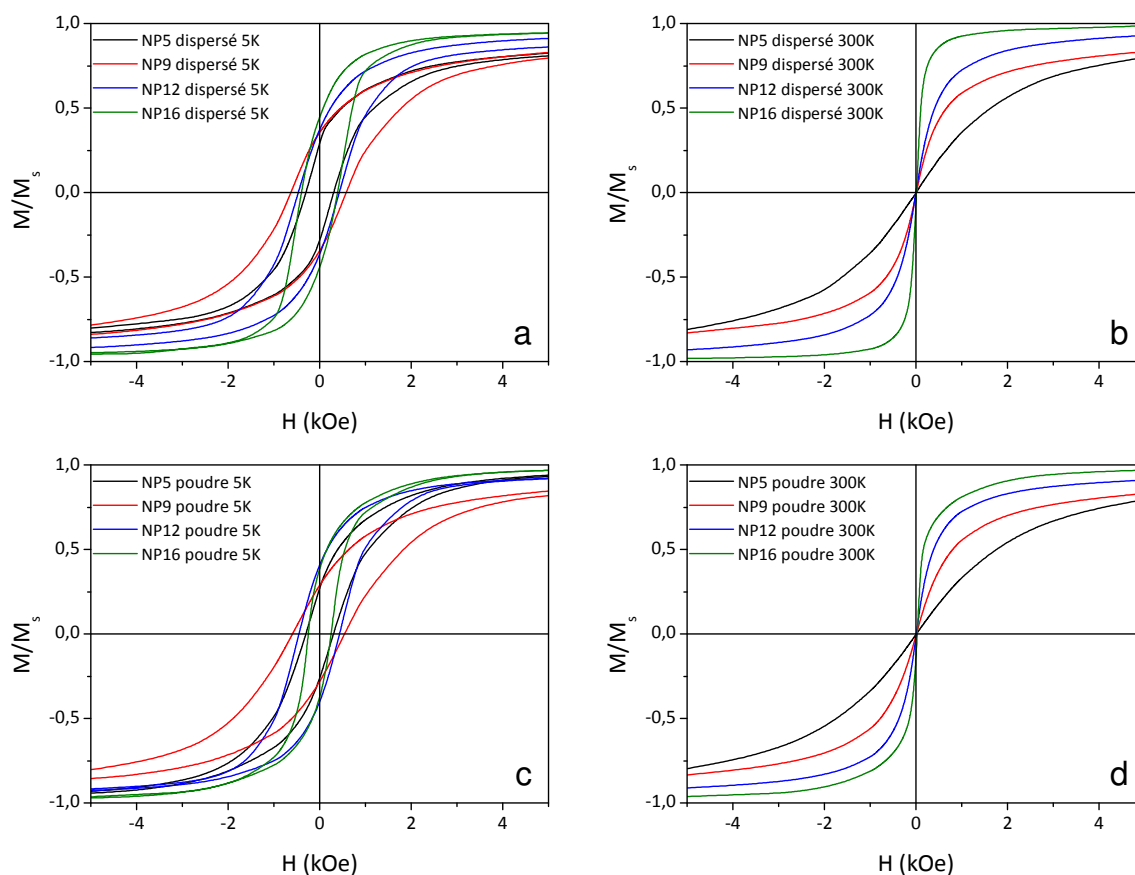 1,0
0,5
0,0
-0,5
-1,0
M/Ms
NP5 dispersé 5K
NP9 dispersé 5K
NP12 dispersé 5K
NP16 dispersé 5K
a
-4 -2 0 2 4
H (kOe)
1,0
0,5
0,0
-0,5
-1,0
M/Ms
NP5 dispersé 300K
NP9 dispersé 300K
NP12 dispersé 300K
NP16 dispersé 300K
b
-4 -2 0 2 4
H (kOe)
1,0
0,5
0,0
-0,5
-1,0
M/Ms
NP5 poudre 5K
NP9 poudre 5K
NP12 poudre 5K
NP16 poudre 5K
c
-4 -2 0 2 4
H (kOe)
1,0
0,5
0,0
-0,5
-1,0
M/Ms
NP5 poudre 300K
NP9 poudre 300K
NP12 poudre 300K
NP16 poudre 300K
d
-4 -2 0 2 4
H (kOe)